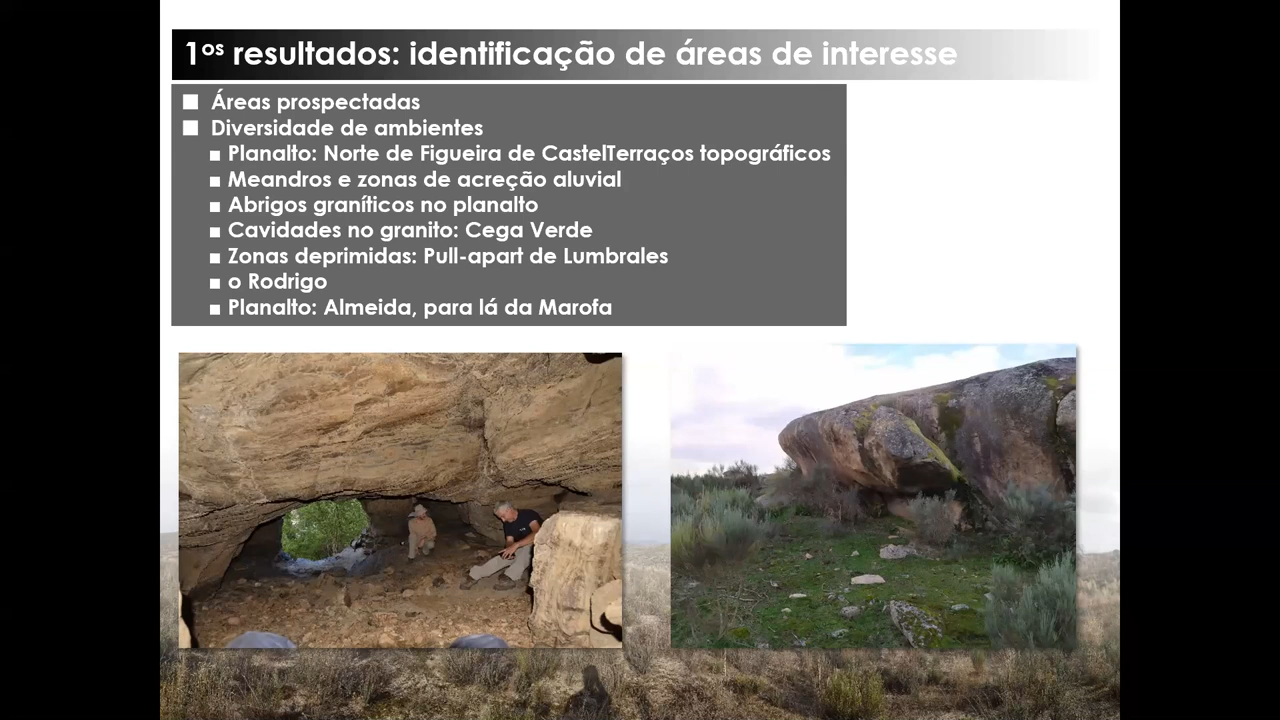 1os resultados: identificação de áreas de interesse
Áreas prospectadas
Diversidade de ambientes
Planalto: Norte de Figueira de CastelTerraços topográficos
Meandros e zonas de acreção aluvial
Abrigos graníticos no planalto
Cavidades no granito: Cega Verde
Zonas deprimidas: Pull-apart de Lumbrales
o Rodrigo
Planalto: Almeida, para lá da Marofa